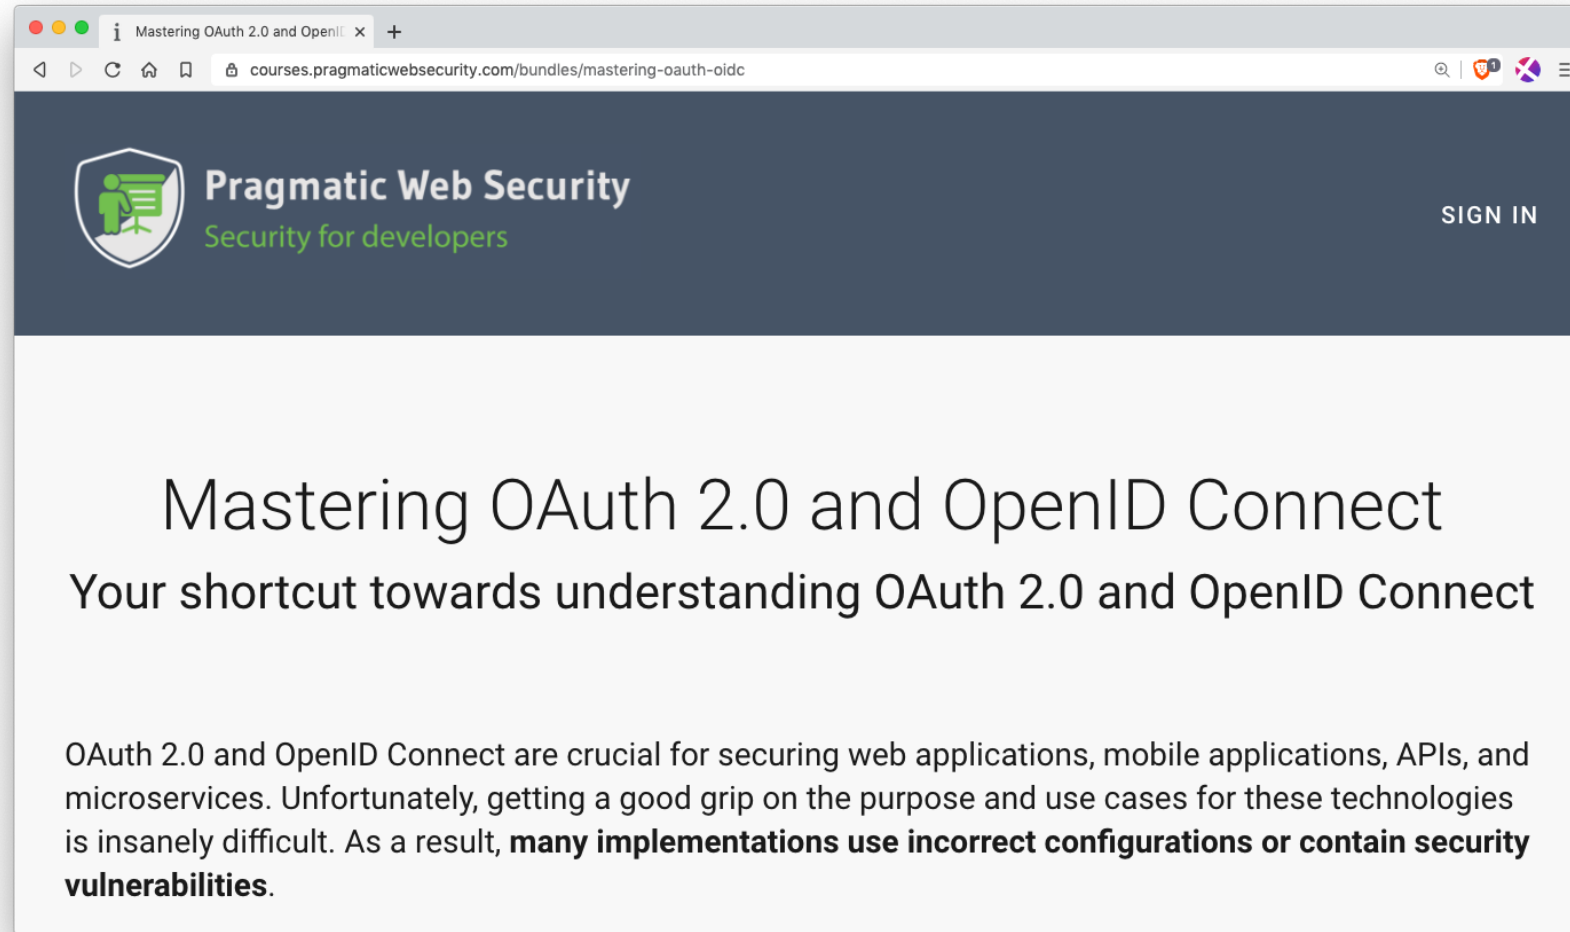 Mastering OAuth 2.0 and OpenI
courses.pragmaticwebsecurity.com/bundles/mastering-oauth-oidc
1
Pragmatic Web Security
Security for developers
SIGN IN
Mastering OAuth 2.0 and OpenID Connect
Your shortcut towards understanding OAuth 2.0 and OpenID Connect
OAuth 2.0 and OpenID Connect are crucial for securing web applications, mobile applications, APIs, and
microservices. Unfortunately, getting a good grip on the purpose and use cases for these technologies
is insanely difficult. As a result, many implementations use incorrect configurations or contain security
vulnerabilities.